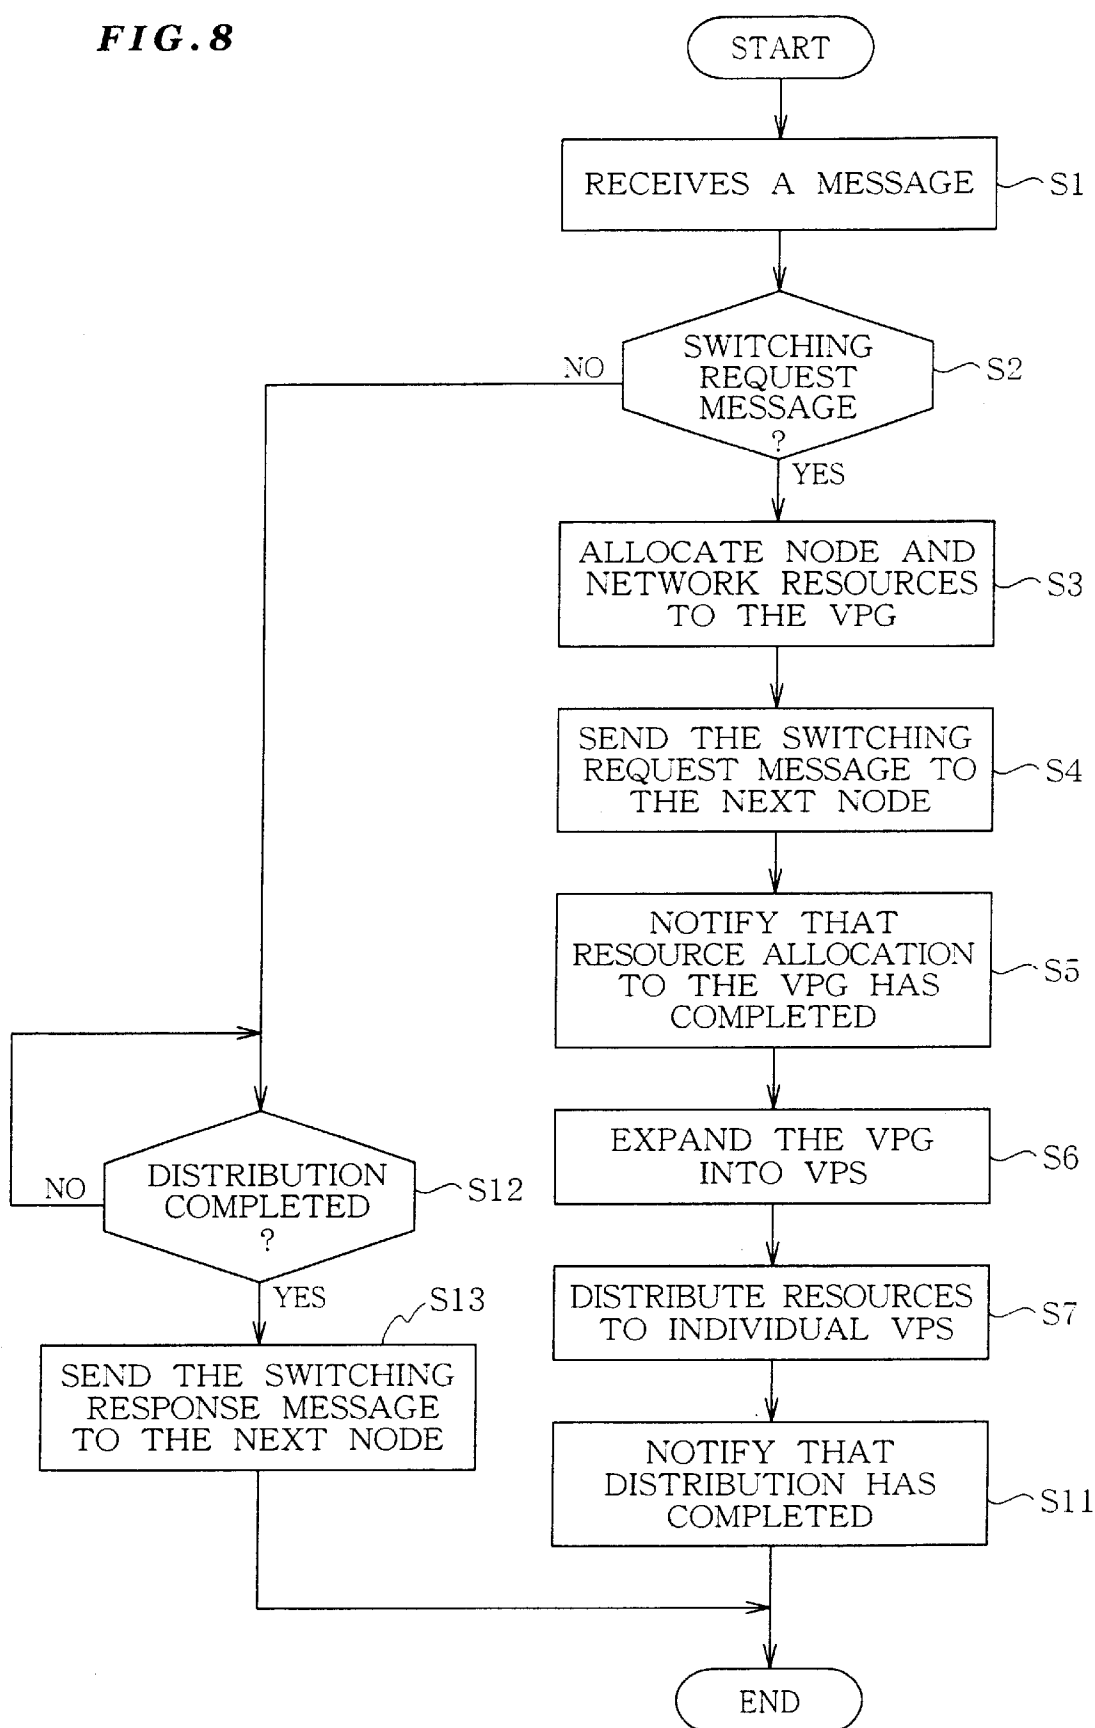 FIG.8
START
RECEIVES A MESSAGE
S1
SWITCHING
REQUEST
MESSAGE
?
S2
NO
YES
ALLOCATE NODE AND
NETWORK RESOURCES
TO THE VPG
S3
SEND THE SWITCHING
REQUEST MESSAGE TO
THE NEXT NODE
S4
NOTIFY THAT
RESOURCE ALLOCATION
TO THE VPG HAS
COMPLETED
S5
EXPAND THE VPG
INTO VPS
S6
DISTRIBUTE RESOURCES
TO INDIVIDUAL VPS
S7
NOTIFY THAT
DISTRIBUTION HAS
COMPLETED
S11
DISTRIBUTION
COMPLETED
?
S12
NO
YES
S13
SEND THE SWITCHING
RESPONSE MESSAGE
TO THE NEXT NODE
END